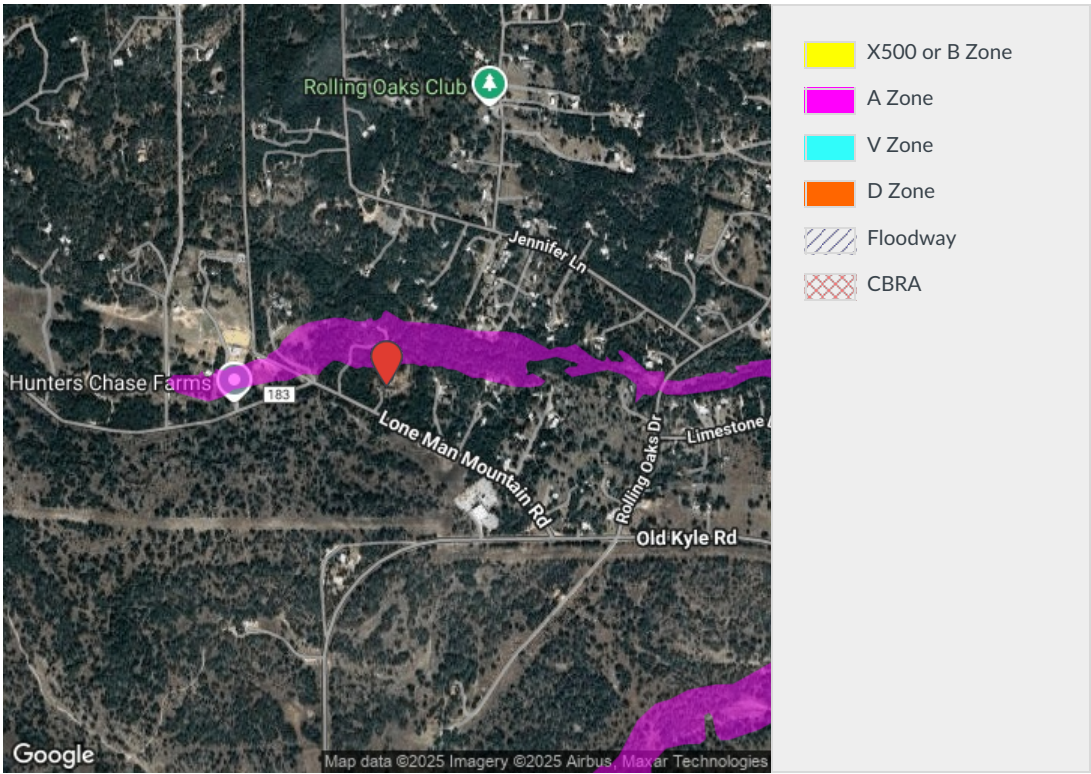 Rolling Oaks Club
Jennifer Ln
Hunters Chase Farms
183
Lone Man Mountain Rd
Rolling Oaks Dr
Limestone
Old Kyle Rd
Google
Map data ©2025 Imagery ©2025 Airbus, Maxar Technologies
X500 or B Zone
A Zone
V Zone
D Zone
Floodway
CBRA